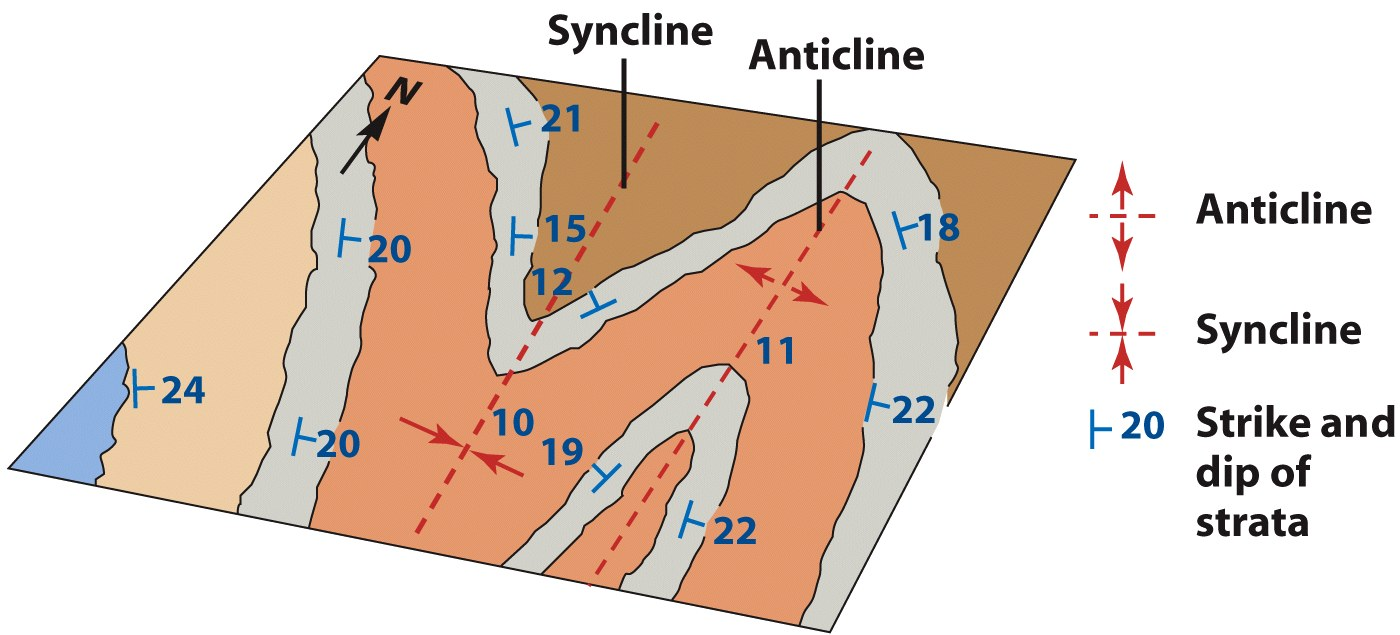 Syncline
Anticline
N
21
15
12
18
20
11
24
22
10
20
19
22
Anticline
Syncline
20
Strike and
dip of
strata